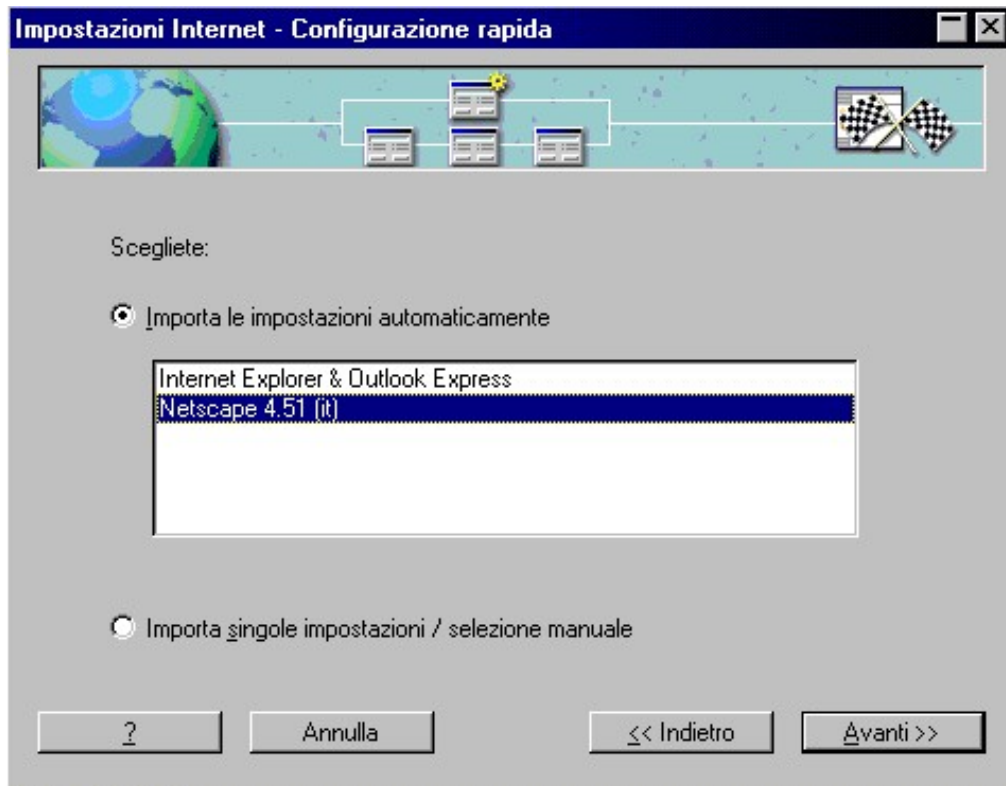 Impostazioni Internet - Configurazione rapida
Scegliete:
Importa le impostazioni automaticamente
Internet Explorer & Outlook Express
Netscape 4.51 (it)
Importa singole impostazioni / selezione manuale
?
Annulla
<< Indietro
Avanti >>